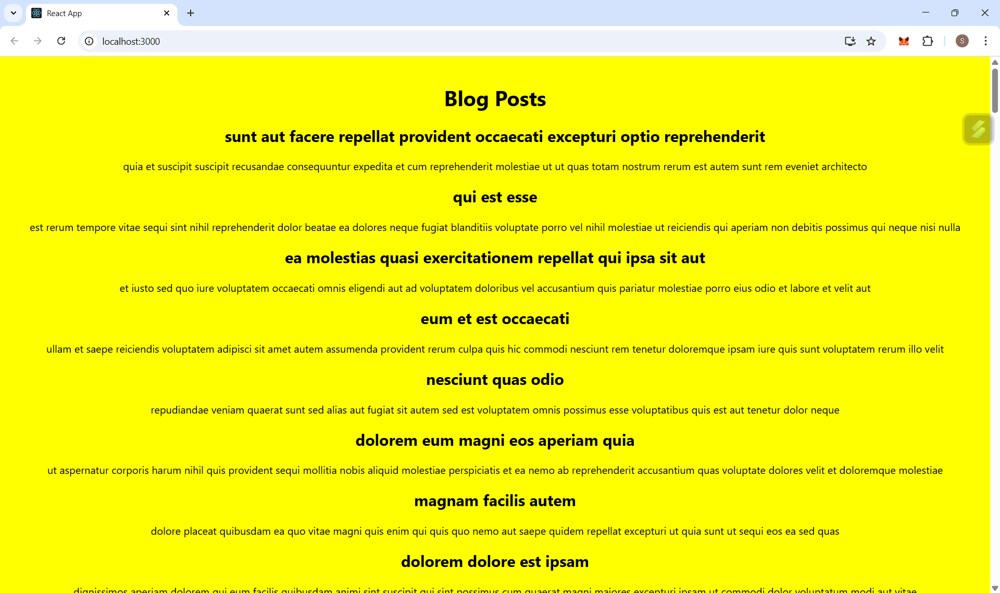 React App
localhost:3000
S
Blog Posts
sunt aut facere repellat provident occaecati excepturi optio reprehenderit
quia et suscipit suscipit recusandae consequuntur expedita et cum reprehenderit molestiae ut ut quas totam nostrum rerum est autem sunt rem eveniet architecto
qui est esse
est rerum tempore vitae sequi sint nihil reprehenderit dolor beatae ea dolores neque fugiat blanditiis voluptate porro vel nihil molestiae ut reiciendis qui aperiam non debitis possimus qui neque nisi nulla
ea molestias quasi exercitationem repellat qui ipsa sit aut
et iusto sed quo iure voluptatem occaecati omnis eligendi aut ad voluptatem doloribus vel accusantium quis pariatur molestiae porro eius odio et labore et velit aut
eum et est occaecati
ullam et saepe reiciendis voluptatem adipisci sit amet autem assumenda provident rerum culpa quis hic commodi nesciunt rem tenetur doloremque ipsam iure quis sunt voluptatem rerum illo velit
nesciunt quas odio
repudiandae veniam quaerat sunt sed alias aut fugiat sit autem sed est voluptatem omnis possimus esse voluptatibus quis est aut tenetur dolor neque
dolorem eum magni eos aperiam quia
ut aspernatur corporis harum nihil quis provident sequi mollitia nobis aliquid molestiae perspiciatis et ea nemo ab reprehenderit accusantium quas voluptate dolores velit et doloremque molestiae
magnam facilis autem
dolore placeat quibusdam ea quo vitae magni quis enim qui quis quo nemo aut saepe quidem repellat excepturi ut quia sunt ut sequi eos ea sed quas
dolorem dolore est ipsam
dignissimos aperiam dolorem qui eum facilis quibusdam animi sint suscipit qui sint possimus cum quaerat magni maiores excepturi ipsam ut commodi dolor voluptatum modi aut vitae